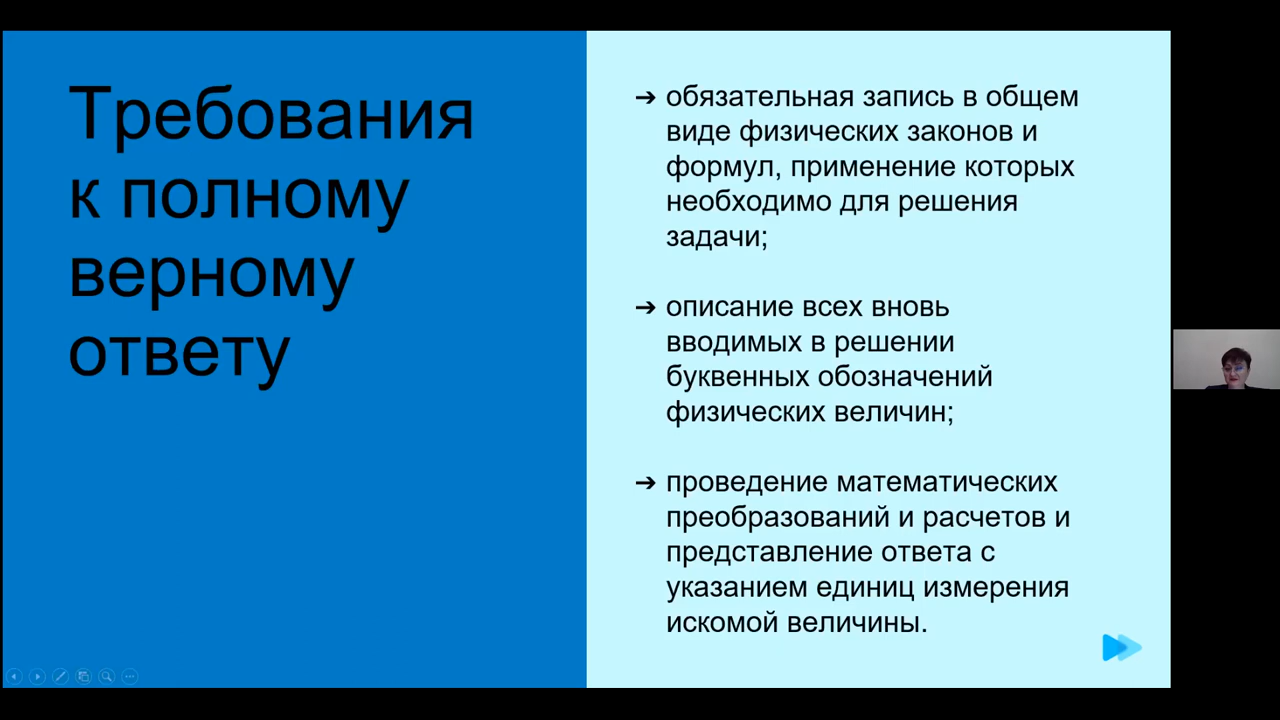 Требования
к полному
верному
ответу
➔ обязательная запись в общем
виде физических законов и
формул, применение которых
необходимо для решения
задачи;
➔ описание всех вновь
вводимых в решении
буквенных обозначений
физических величин;
➔ проведение математических
преобразований и расчетов и
представление ответа с
указанием единиц измерения
искомой величины.